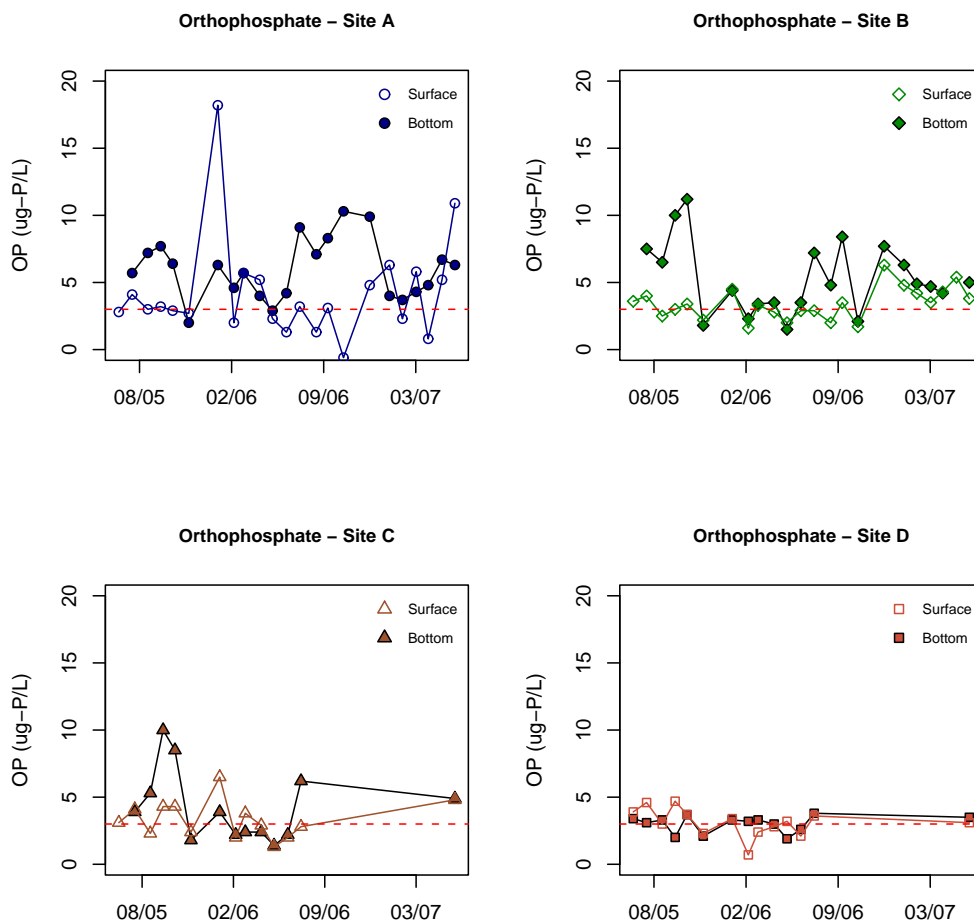 Orthophosphate – Site A
OP (ug–P/L)
20
15
10
5
0
Surface
Bottom
08/05 02/06 09/06 03/07
Orthophosphate – Site B
OP (ug–P/L)
20
15
10
5
0
Surface
Bottom
08/05 02/06 09/06 03/07
Orthophosphate – Site C
OP (ug–P/L)
20
15
10
5
0
Surface
Bottom
08/05 02/06 09/06 03/07
Orthophosphate – Site D
OP (ug–P/L)
20
15
10
5
0
Surface
Bottom
08/05 02/06 09/06 03/07